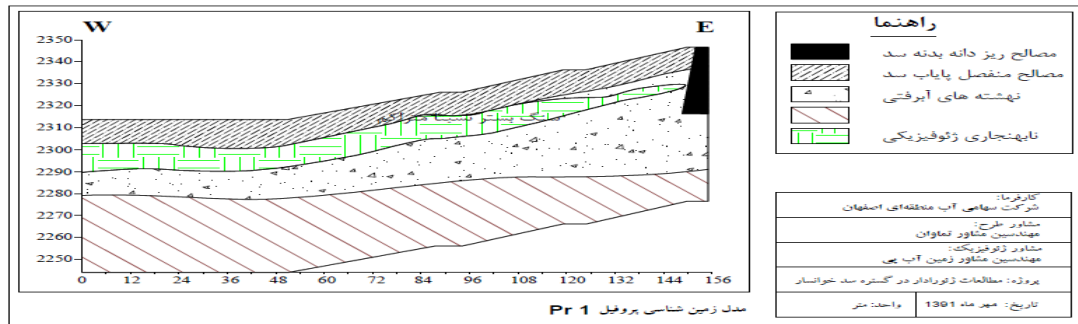 W E
2350
2340
2330
2320
2310
2300
2290
2280
2270
2260
2250
0 12 24 36 48 60 72 84 96 108 120 132 144 156
مدل زمین شناسی پروفیل Pr 1
راهنما
مصالح ریز دانه بدنه سد
مصالح منفصل پایاب سد
نهشته های آبرفتی
نابهنجاری ژئوفیزیکی
کارفرما:
شرکت سهامی آب منطقه‌ای اصفهان
مشاور طرح:
مهندسین مشاور تماوان
مشاور ژئوفیزیک:
مهندسین مشاور زمین آب پی
پروژه: مطالعات ژئورادار در گستره سد خوانسار
تاریخ: مهر ماه 1391 واحد: متر